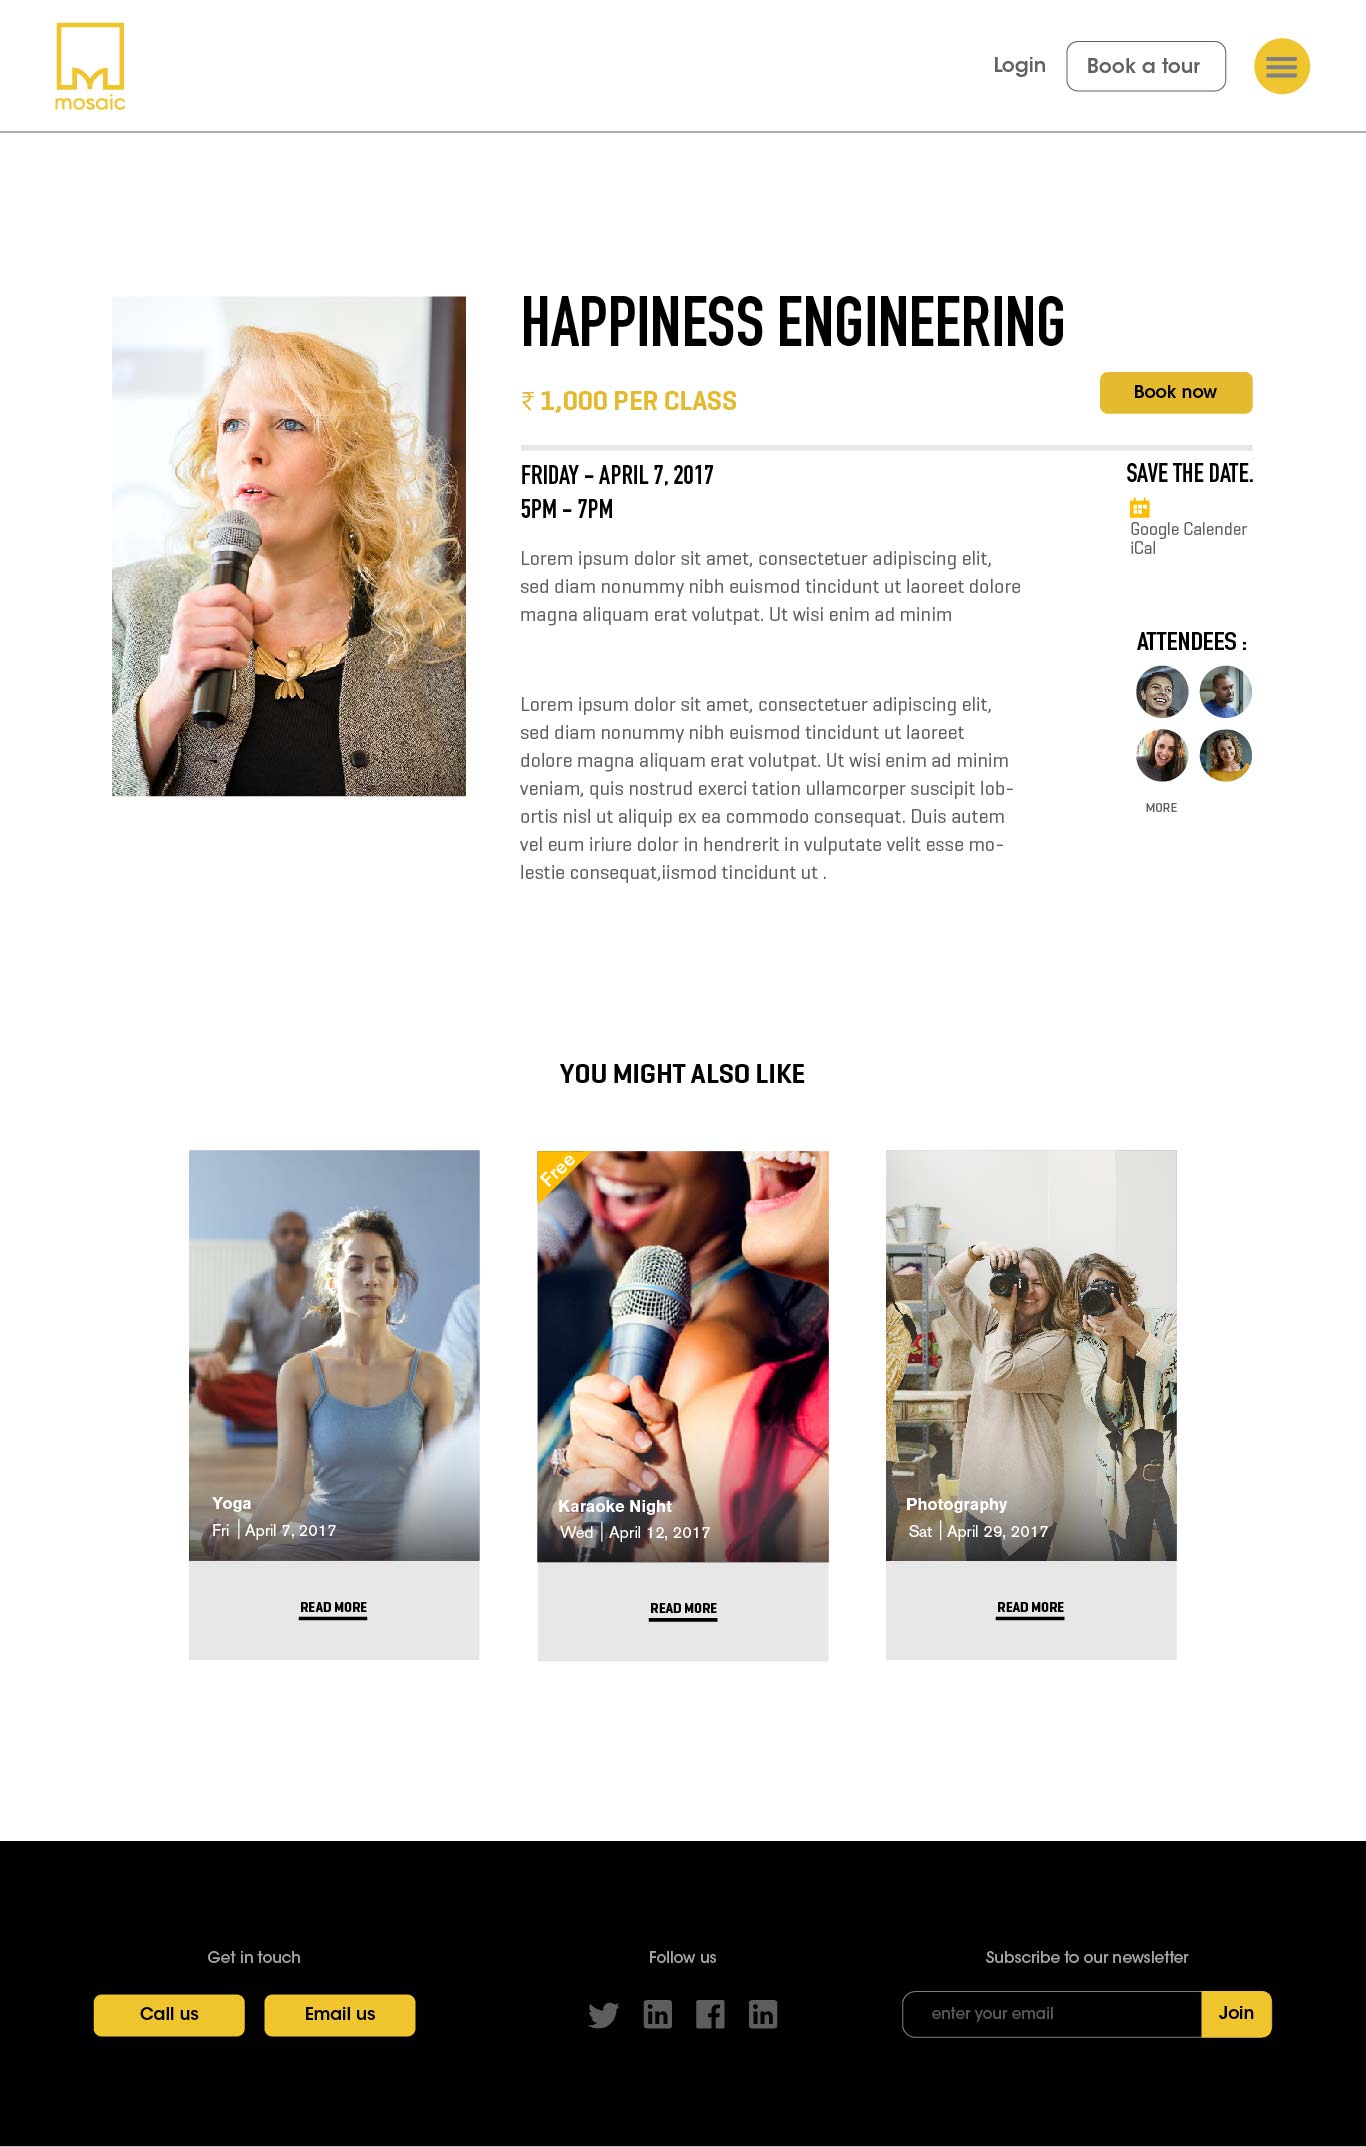 mosaic
Login
Book a tour
HAPPINESS ENGINEERING
₹ 1,000 PER CLASS
Book now
FRIDAY - APRIL 7, 2017
5PM - 7PM
Lorem ipsum dolor sit amet, consectetuer adipiscing elit,
sed diam nonummy nibh euismod tincidunt ut laoreet dolore
magna aliquam erat volutpat. Ut wisi enim ad minim
Lorem ipsum dolor sit amet, consectetuer adipiscing elit,
sed diam nonummy nibh euismod tincidunt ut laoreet
dolore magna aliquam erat volutpat. Ut wisi enim ad minim
veniam, quis nostrud exerci tation ullamcorper suscipit lob-
ortis nisl ut aliquip ex ea commodo consequat. Duis autem
vel eum iriure dolor in hendrerit in vulputate velit esse mo-
lestie consequat,iismod tincidunt ut .
SAVE THE DATE.
Google Calender
iCal
ATTENDEES :
MORE
YOU MIGHT ALSO LIKE
Yoga
Fri | April 7, 2017
READ MORE
Free
Karaoke Night
Wed | April 12, 2017
READ MORE
Photography
Sat | April 29, 2017
READ MORE
Get in touch
Call us
Email us
Follow us
Subscribe to our newsletter
enter your email
Join